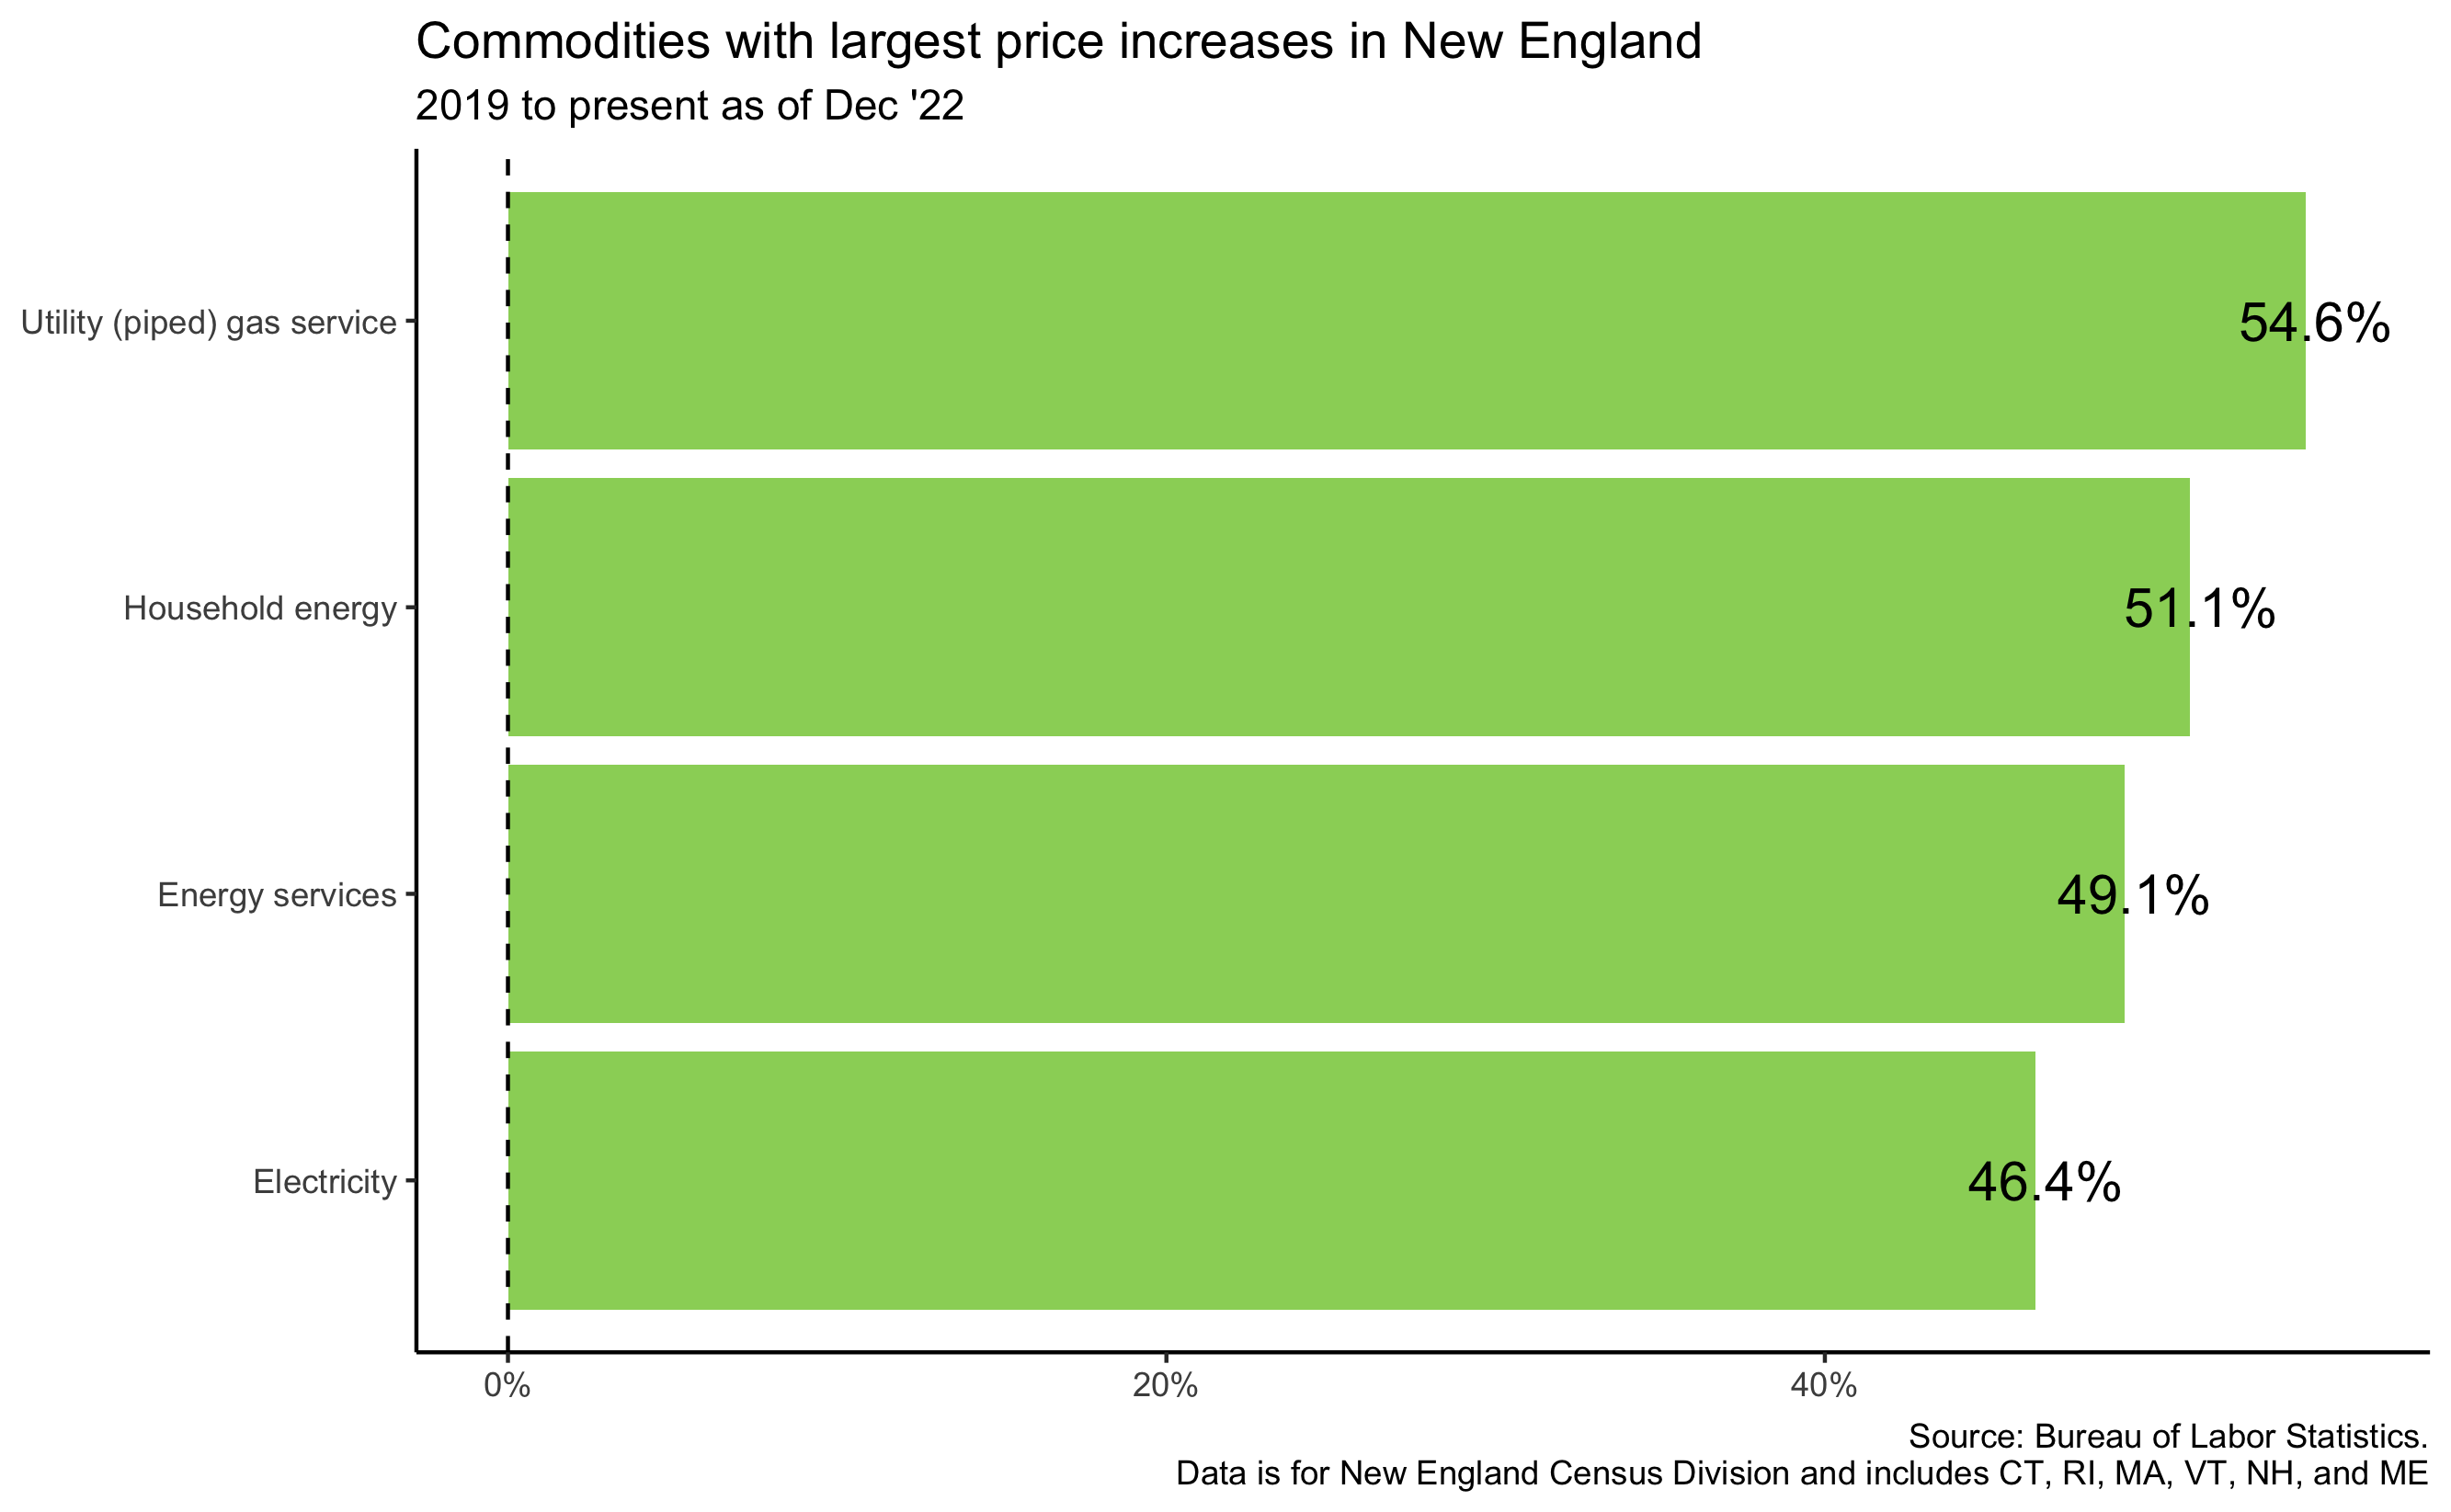 Commodities with largest price increases in New England
2019 to present as of Dec '22
Utility (piped) gas service
54.6%
Household energy
51.1%
Energy services
49.1%
Electricity
46.4%
0%
20%
40%
Source: Bureau of Labor Statistics.
Data is for New England Census Division and includes CT, RI, MA, VT, NH, and ME